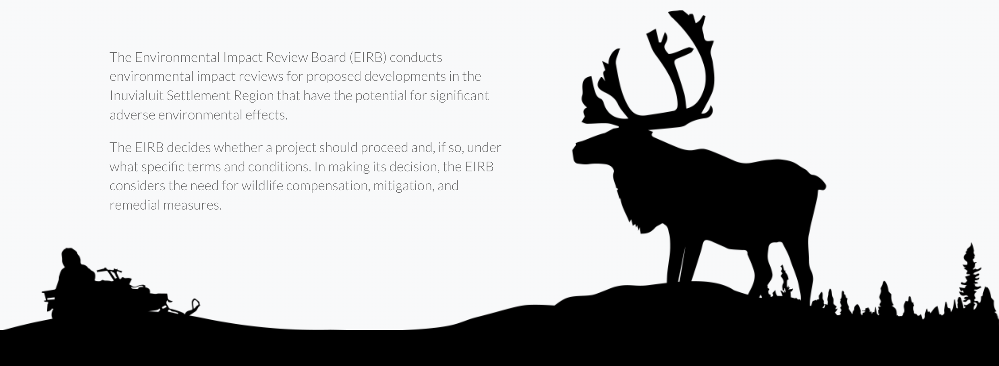 The Environmental Impact Review Board (EIRB) conducts
environmental impact reviews for proposed developments in the
Inuvialuit Settlement Region that have the potential for significant
adverse environmental effects.
The EIRB decides whether a project should proceed and, if so, under
what specific terms and conditions. In making its decision, the EIRB
considers the need for wildlife compensation, mitigation, and
remedial measures.